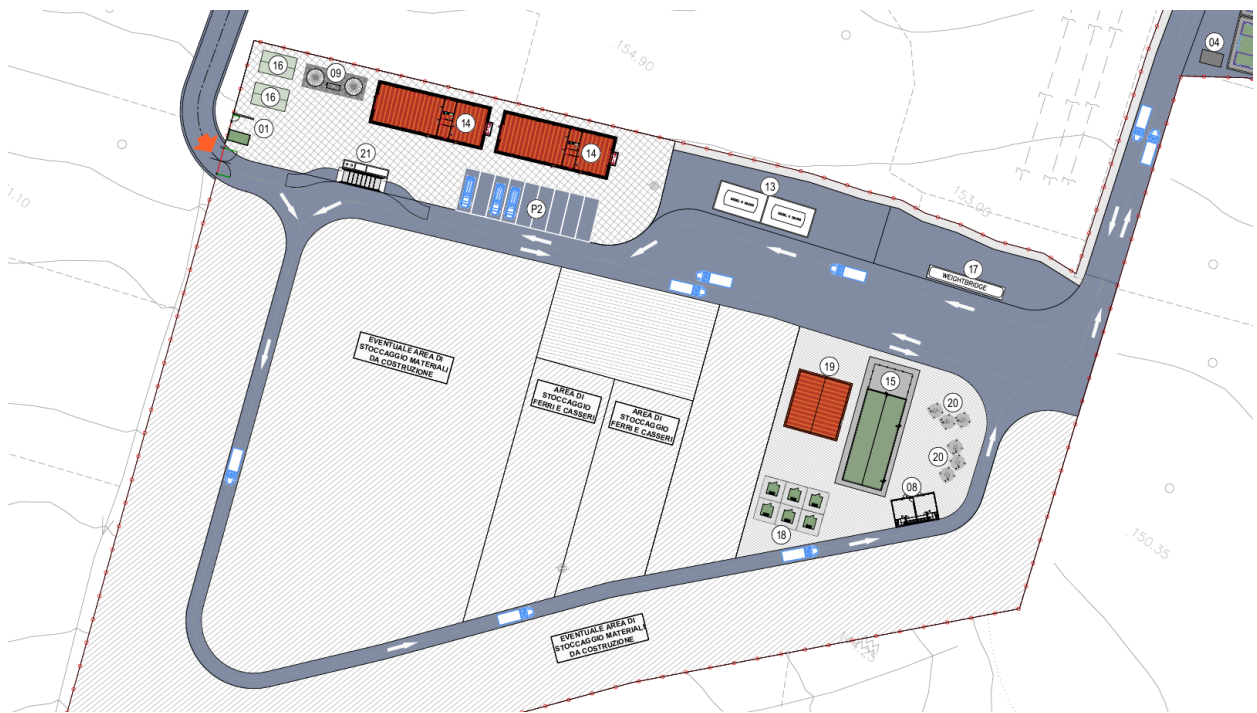 154.90
04
16
09
16
01
14
14
21
P2
13
153.00
17
WEIGHTBRIDGE
EVENTUALE AREA DI
STOCCAGGIO MATERIALI
DA COSTRUZIONE
AREA DI
STOCCAGGIO
FERRI E CASSERI
AREA DI
STOCCAGGIO
FERRI E CASSERI
19
15
20
20
08
18
150.35
EVENTUALE AREA DI
STOCCAGGIO MATERIALI
DA COSTRUZIONE